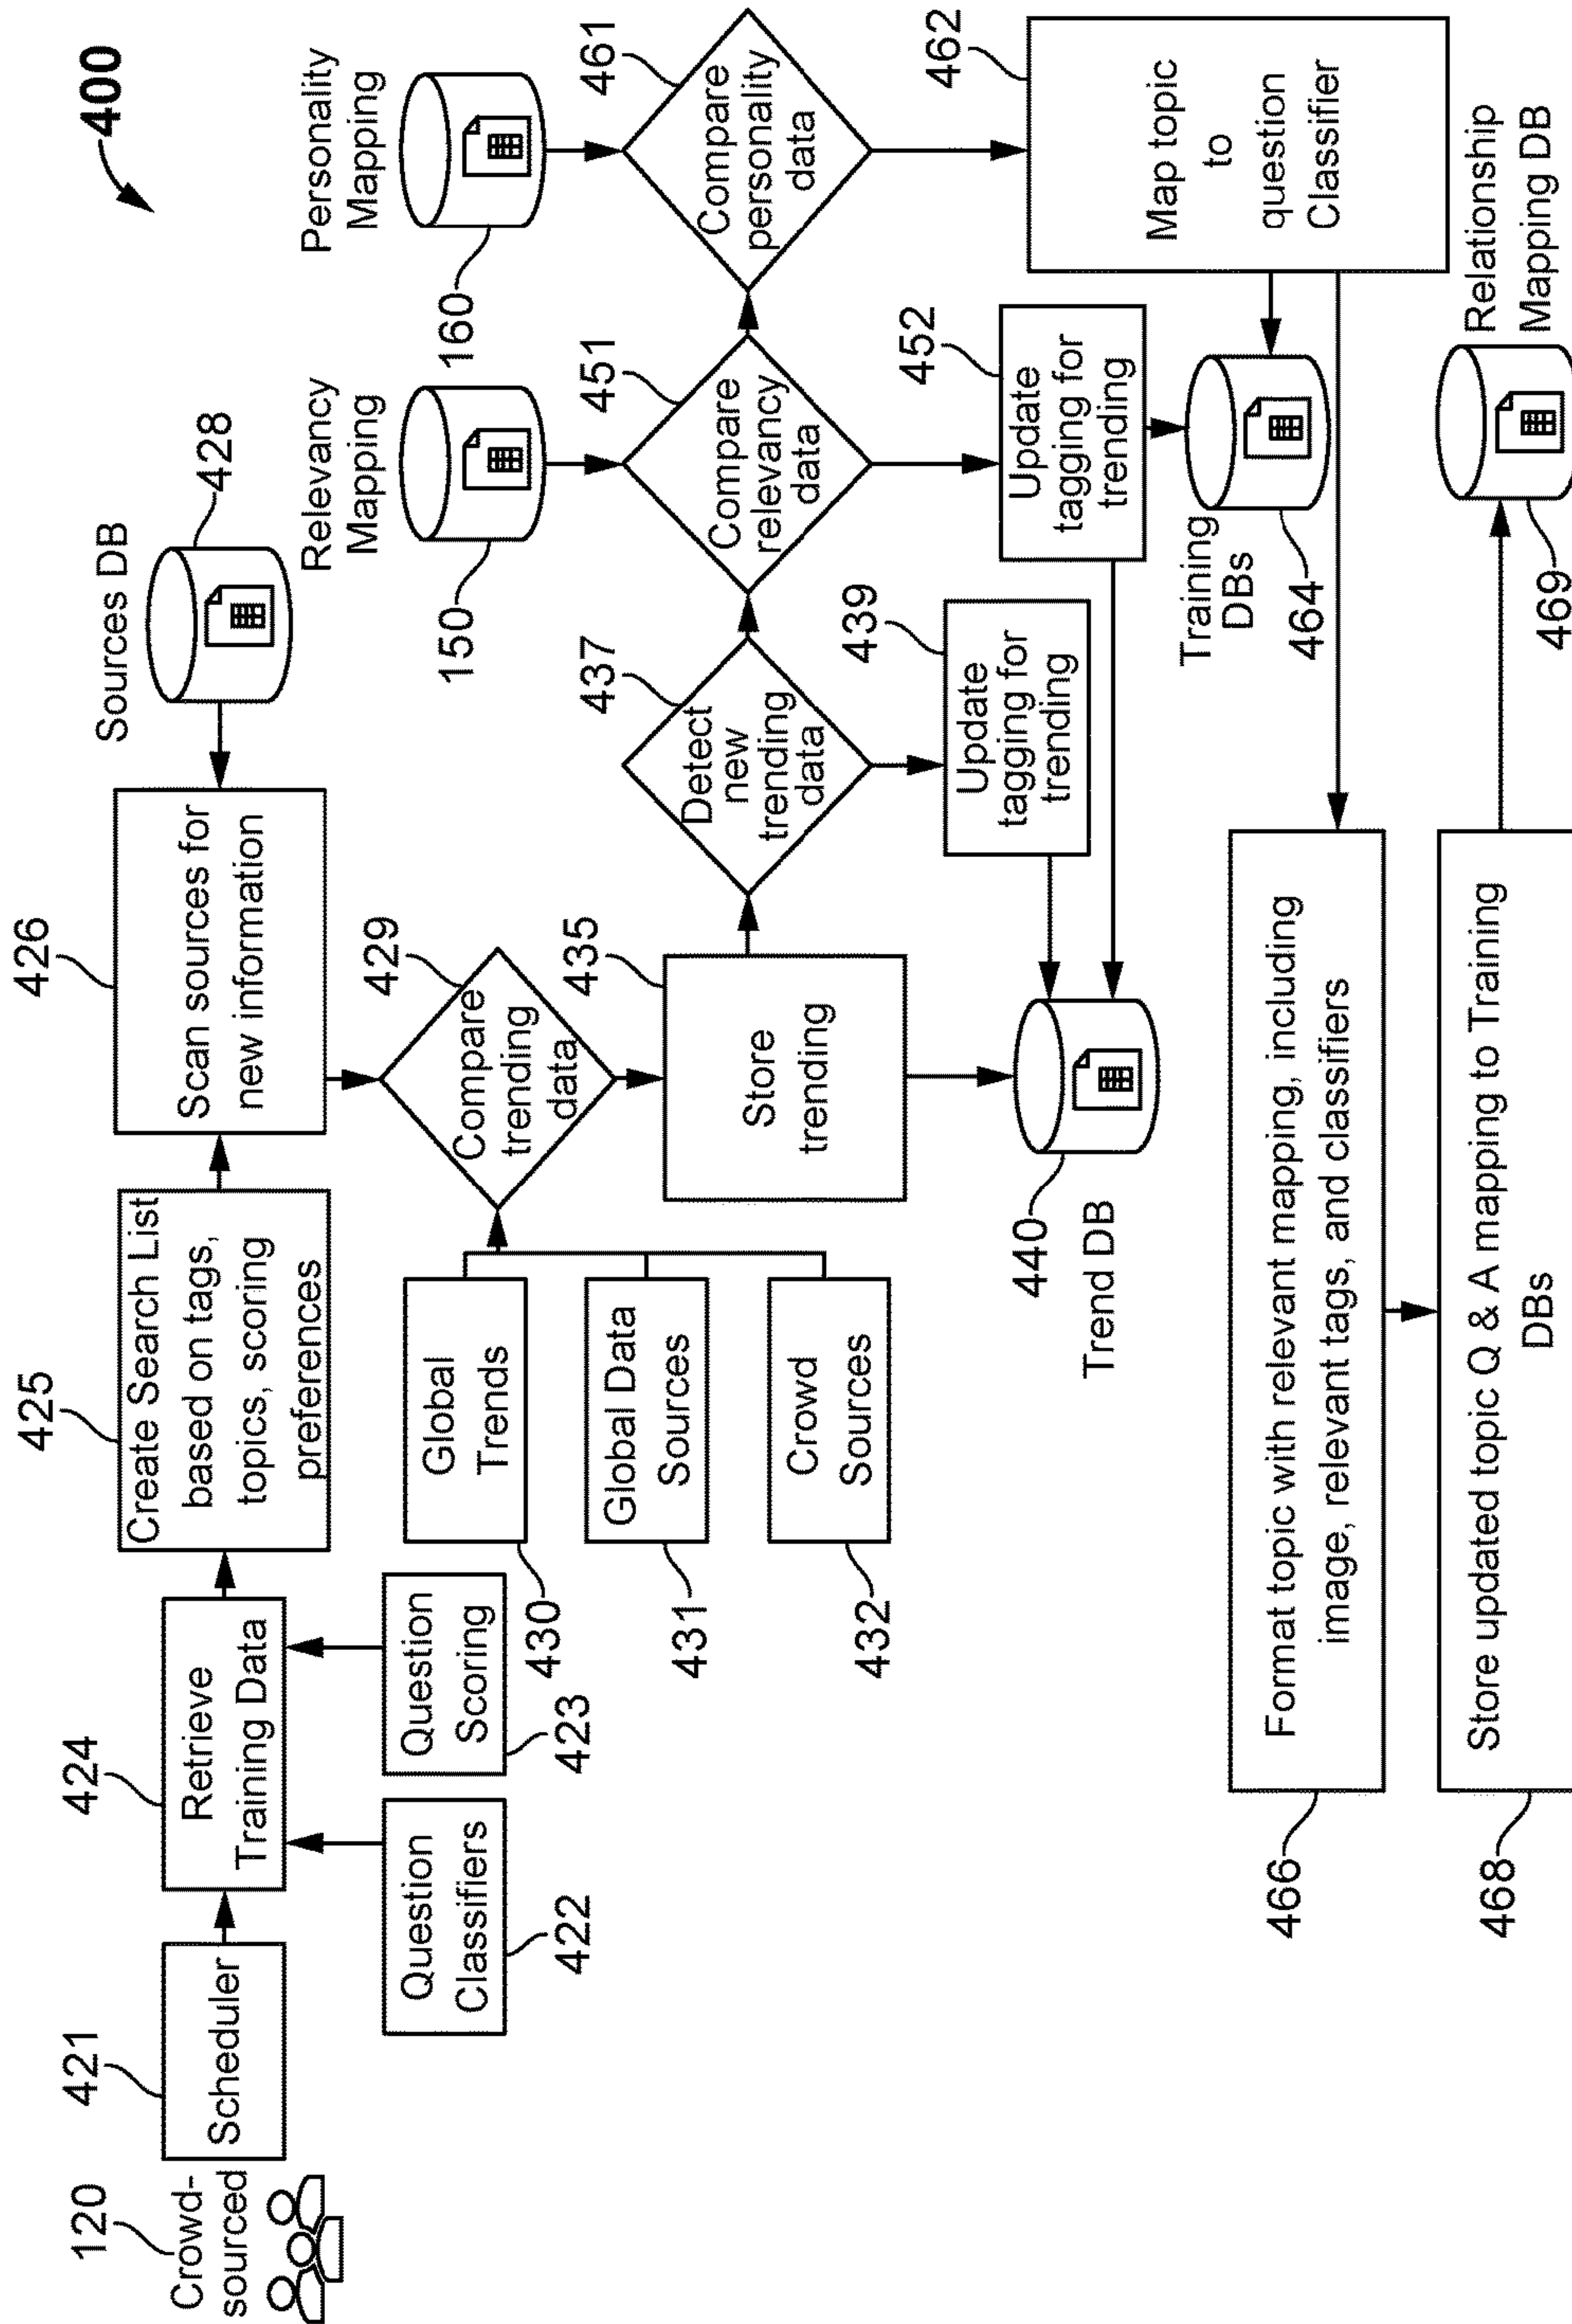 400
120
Crowd-
sourced
421
Scheduler
424
Retrieve
Training Data
Question
Classifiers
422
Question
Scoring
423
425
Create Search List
based on tags,
topics, scoring
preferences
426
Scan sources for
new information
Sources DB
428
429
Compare
trending
data
Global
Trends
430
Global Data
Sources
431
Crowd
Sources
432
435
Store
trending
440
Trend DB
437
Detect
new
trending
data
439
Update
tagging for
trending
Relevancy
Mapping
150
451
Compare
relevancy
data
452
Update
tagging for
trending
Training
DBs
464
Personality
Mapping
160
461
Compare
personality
data
462
Map topic
to
question
Classifier
466
Format topic with relevant mapping, including
image, relevant tags, and classifiers
468
Store updated topic Q & A mapping to Training
DBs
Relationship
Mapping DB
469